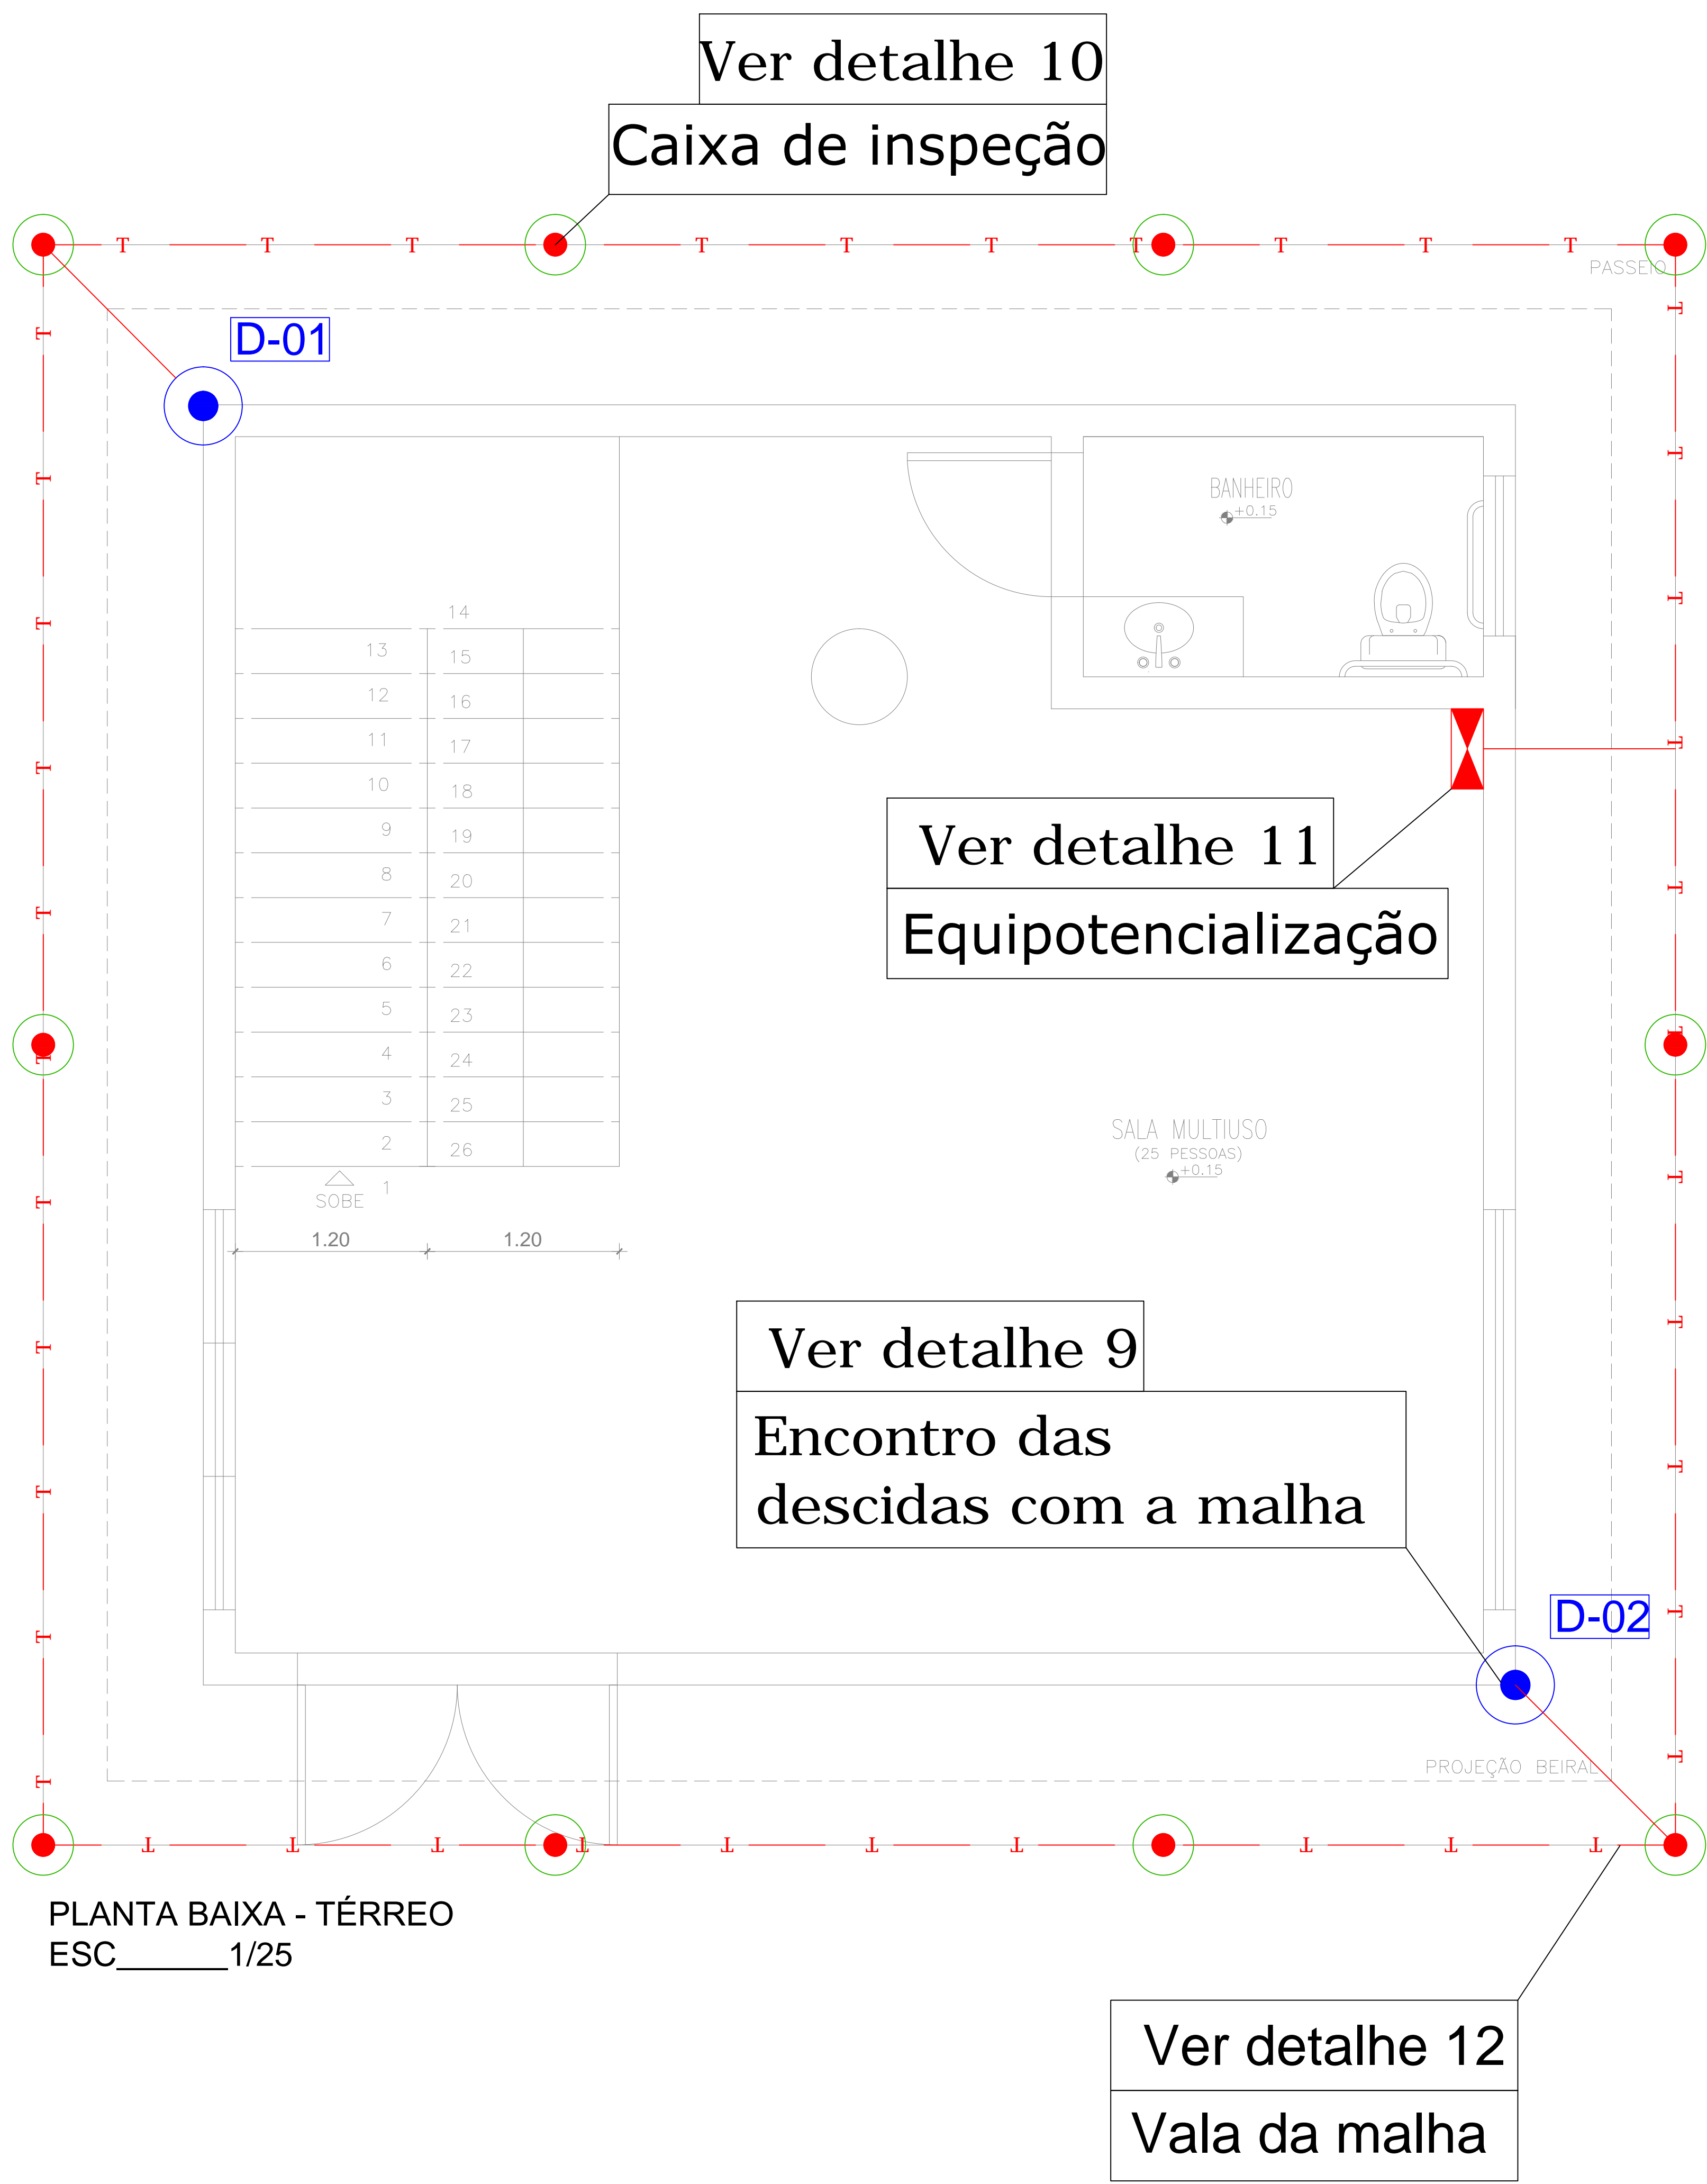 Ver detalhe 10
Caixa de inspeção
T T T T T T T T T T
PASSEIO
D-01
BANHEIRO
+0.15
14
13 15
12 16
11 17
10 18
9 19
8 20
7 21
6 22
5 23
4 24
3 25
2 26
1
SOBE
1.20 1.20
Ver detalhe 11
Equipotencialização
SALA MULTIUSO
(25 PESSOAS)
+0.15
Ver detalhe 9
Encontro das
descidas com a malha
D-02
PROJEÇÃO BEIRAL
T T T T T T T T T T
T T T T T T T T T T T
T T T T T T T T T T T
PLANTA BAIXA - TÉRREO
ESC______1/25
Ver detalhe 12
Vala da malha